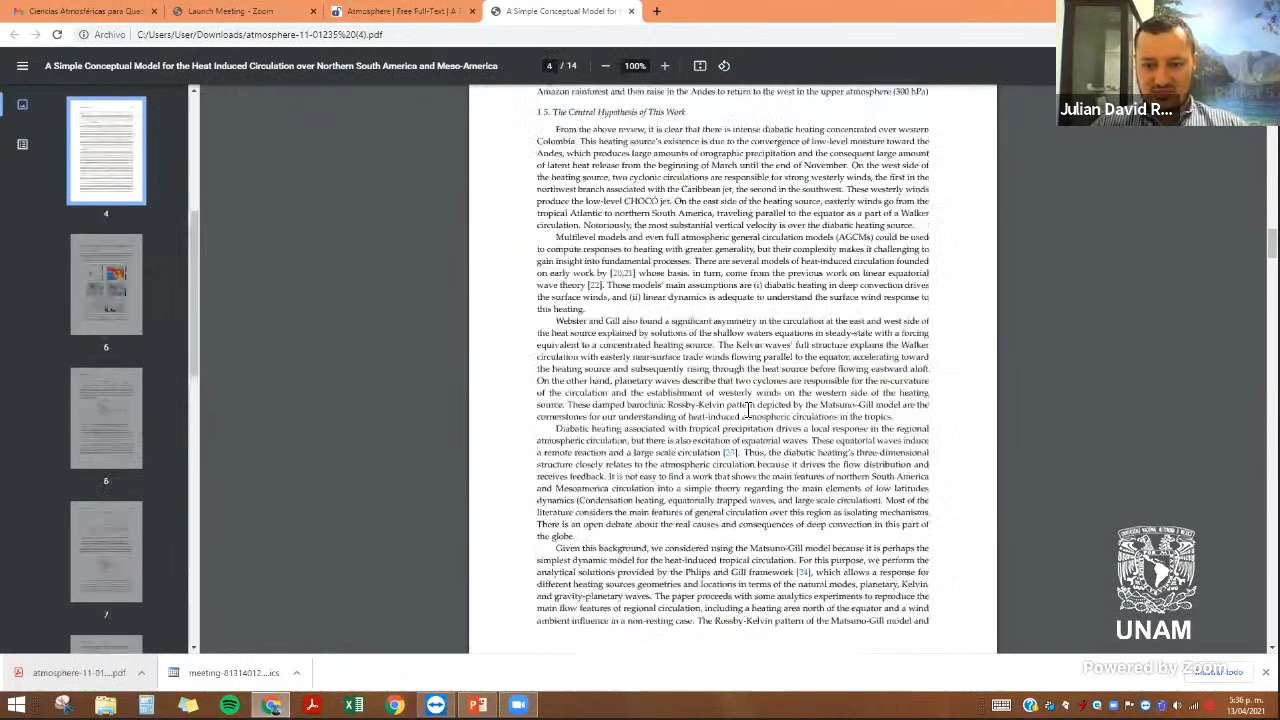 Ciencias Atmosféricas para Que
Launch Meeting - Zoom
Atmosphere | Free Full-Text | A S
A Simple Conceptual Model for
Archivo
C:/Users/User/Downloads/atmosphere-11-01235%20(4).pdf
A Simple Conceptual Model for the Heat Induced Circulation over Northern South America and Meso-America
4 / 14
100%
Julian David R...
Amazon rainforest and then raise in the Andes to return to the west in the upper atmosphere (300 hPa)
1.5. The Central Hypothesis of This Work
From the above review, it is clear that there is intense diabatic heating concentrated over western
Colombia. This heating source's existence is due to the convergence of low-level moisture toward the
Andes, which produces large amounts of orographic precipitation and the consequent large amount
of latent heat release from the beginning of March until the end of November. On the west side of
the heating source, two cyclonic circulations are responsible for strong westerly winds, the first in the
northwest branch associated with the Caribbean jet, the second in the southwest. These westerly winds
produce the low-level CHOCÓ jet. On the east side of the heating source, easterly winds go from the
tropical Atlantic to northern South America, traveling parallel to the equator as a part of a Walker
circulation. Notoriously, the most substantial vertical velocity is over the diabatic heating source.
Multilevel models and even full atmospheric general circulation models (AGCMs) could be used
to compute responses to heating with greater generality, but their complexity makes it challenging to
gain insight into fundamental processes. There are several models of heat-induced circulation founded
on early work by [20,21] whose basis, in turn, come from the previous work on linear equatorial
wave theory [22]. Those models' main assumptions are (i) diabatic heating in deep convection drives
the surface winds, and (ii) linear dynamics is adequate to understand the surface wind response to
this heating.
Webster and Gill also found a significant asymmetry in the circulation at the east and west side of
the heat source explained by solutions of the shallow waters equations in steady-state with a forcing
equivalent to a concentrated heating source. The Kelvin waves' full structure explains the Walker
circulation with easterly near-surface trade winds flowing parallel to the equator, accelerating toward
the heating source and subsequently rising through the heat source before flowing eastward aloft.
On the other hand, planetary waves describe that two cyclones are responsible for the re-curvature
of the circulation and the establishment of westerly winds on the western side of the heating
source. These damped baroclinic Rossby-Kelvin pattern depicted by the Matsuno–Gill model are the
cornerstones for our understanding of heat-induced atmospheric circulations in the tropics.
Diabatic heating associated with tropical precipitation drives a local response in the regional
atmospheric circulation, but there is also excitation of equatorial waves. These equatorial waves induce
a remote reaction and a large scale circulation [23]. Thus, the diabatic heating's three-dimensional
structure closely relates to the atmospheric circulation because it drives the flow distribution and
receives feedback. It is not easy to find a work that shows the main features of northern South America
and Mesoamerica circulation into a simple theory regarding the main elements of low latitudes
dynamics (Condensation heating, equatorially trapped waves, and large scale circulation). Most of the
literature considers the main features of general circulation over this region as isolating mechanisms.
There is an open debate about the real causes and consequences of deep convection in this part of
the globe.
Given this background, we considered using the Matsuno-Gill model because it is perhaps the
simplest dynamic model for the heat-induced tropical circulation. For this purpose, we perform the
analytical solutions provided by the Phlips and Gill framework [24], which allows a response for
different heating sources geometries and locations in terms of the natural modes, planetary, Kelvin
and gravity-planetary waves. The paper proceeds with some analytics experiments to reproduce the
main flow features of regional circulation, including a heating area north of the equator and a wind
ambient influence in a non-resting case. The Rossby-Kelvin pattern of the Matsuno-Gill model and
4
5
6
7
UNAM
Powered by Zoom
atmosphere-11-01....pdf
meeting-81314012....ics
Mostrar todo
5:36 p. m.
13/04/2021